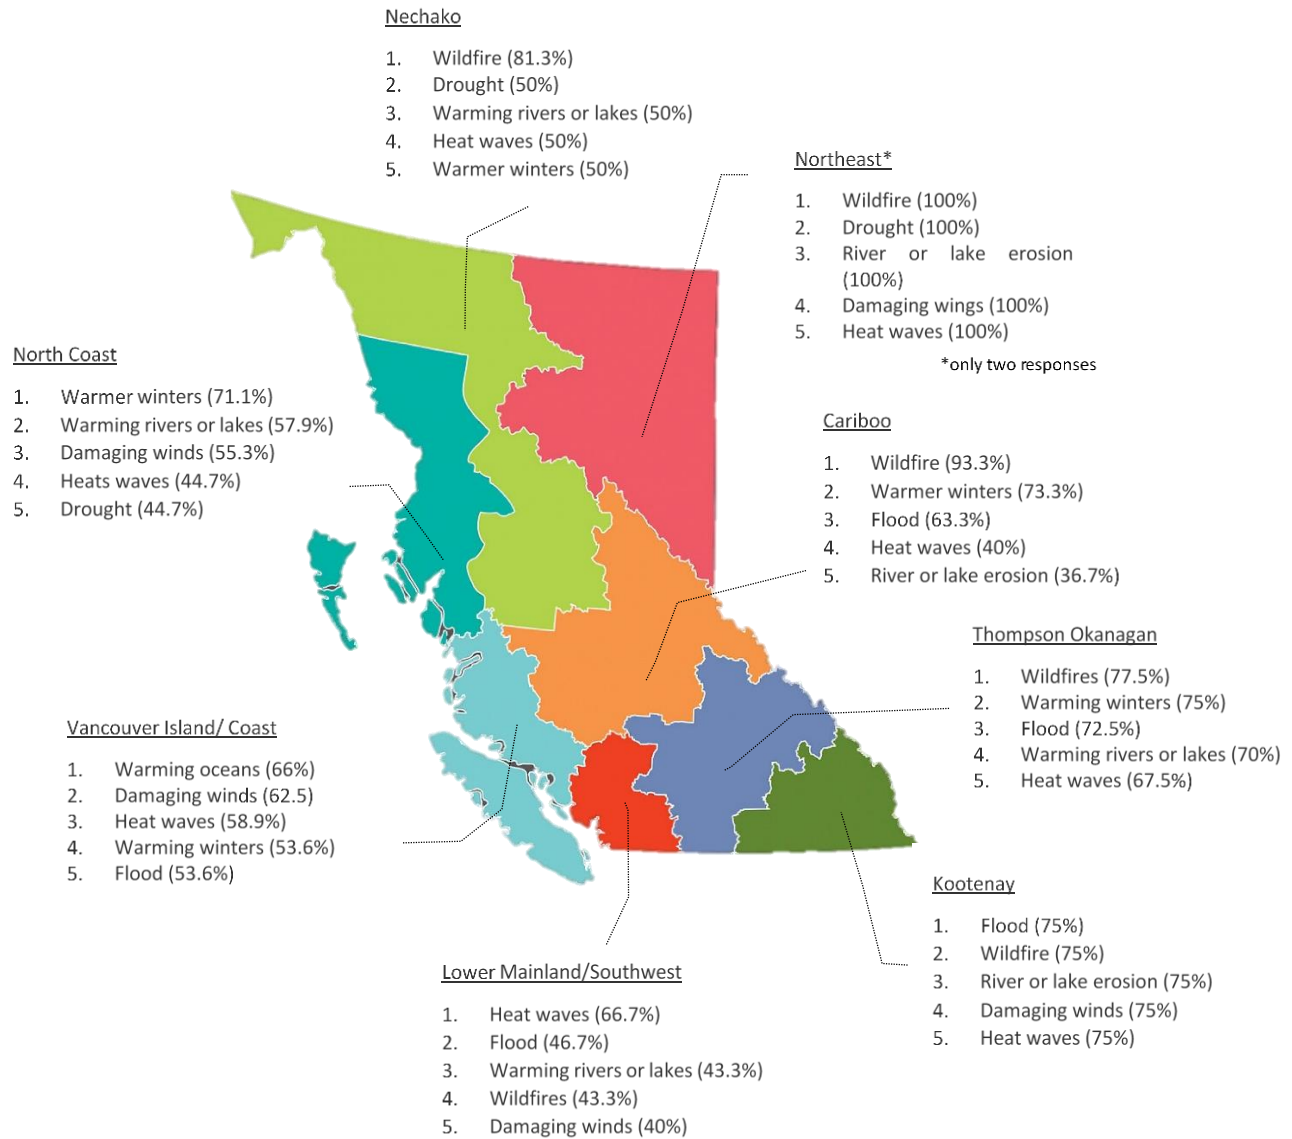 Nechako
1. Wildfire (81.3%)
2. Drought (50%)
3. Warming rivers or lakes (50%)
4. Heat waves (50%)
5. Warmer winters (50%)
Northeast*
1. Wildfire (100%)
2. Drought (100%)
3. River or lake erosion
(100%)
4. Damaging wings (100%)
5. Heat waves (100%)
*only two responses
North Coast
1. Warmer winters (71.1%)
2. Warming rivers or lakes (57.9%)
3. Damaging winds (55.3%)
4. Heats waves (44.7%)
5. Drought (44.7%)
Cariboo
1. Wildfire (93.3%)
2. Warmer winters (73.3%)
3. Flood (63.3%)
4. Heat waves (40%)
5. River or lake erosion (36.7%)
Thompson Okanagan
1. Wildfires (77.5%)
2. Warming winters (75%)
3. Flood (72.5%)
4. Warming rivers or lakes (70%)
5. Heat waves (67.5%)
Vancouver Island/ Coast
1. Warming oceans (66%)
2. Damaging winds (62.5)
3. Heat waves (58.9%)
4. Warming winters (53.6%)
5. Flood (53.6%)
Kootenay
1. Flood (75%)
2. Wildfire (75%)
3. River or lake erosion (75%)
4. Damaging winds (75%)
5. Heat waves (75%)
Lower Mainland/Southwest
1. Heat waves (66.7%)
2. Flood (46.7%)
3. Warming rivers or lakes (43.3%)
4. Wildfires (43.3%)
5. Damaging winds (40%)